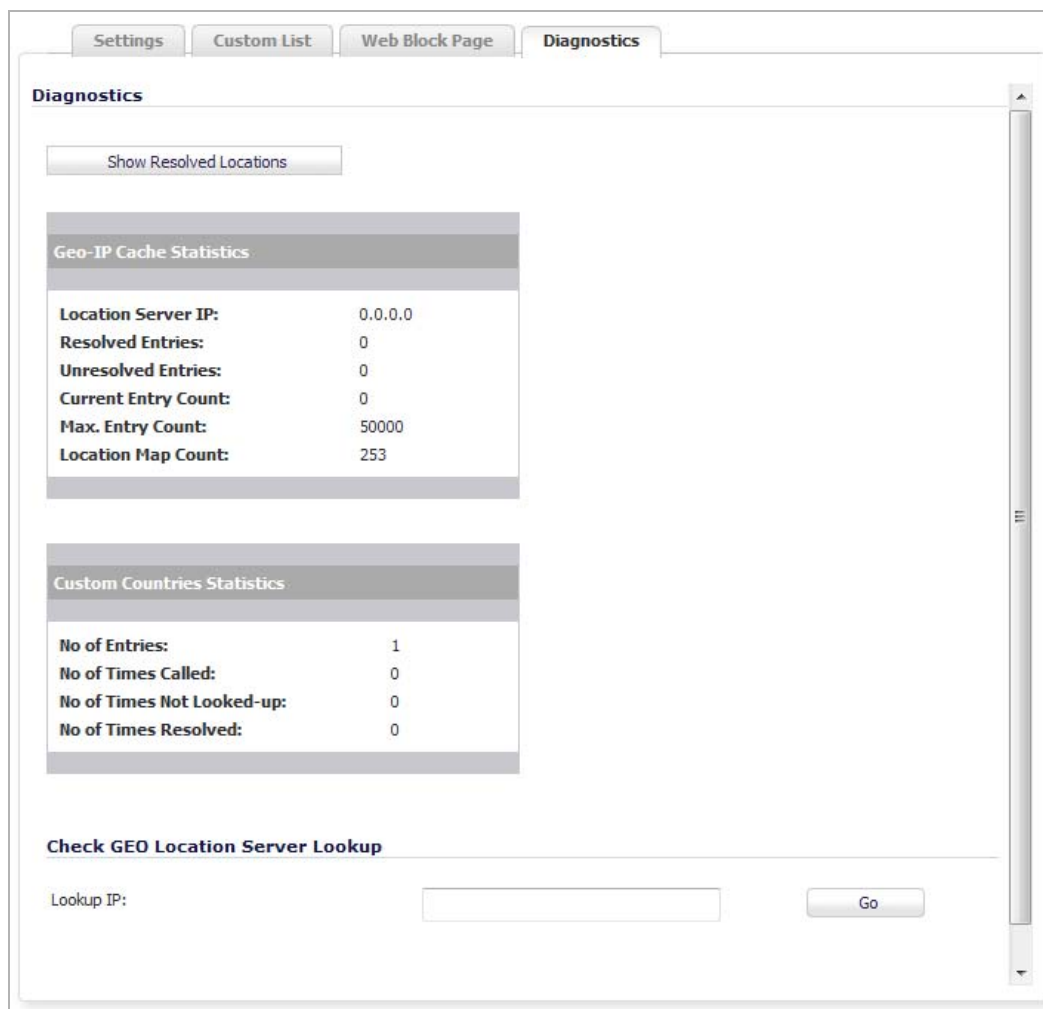 Settings Custom List Web Block Page Diagnostics
Diagnostics
Show Resolved Locations
Geo-IP Cache Statistics
Location Server IP: 0.0.0.0
Resolved Entries: 0
Unresolved Entries: 0
Current Entry Count: 0
Max. Entry Count: 50000
Location Map Count: 253
Custom Countries Statistics
No of Entries: 1
No of Times Called: 0
No of Times Not Looked-up: 0
No of Times Resolved: 0
Check GEO Location Server Lookup
Lookup IP: Go